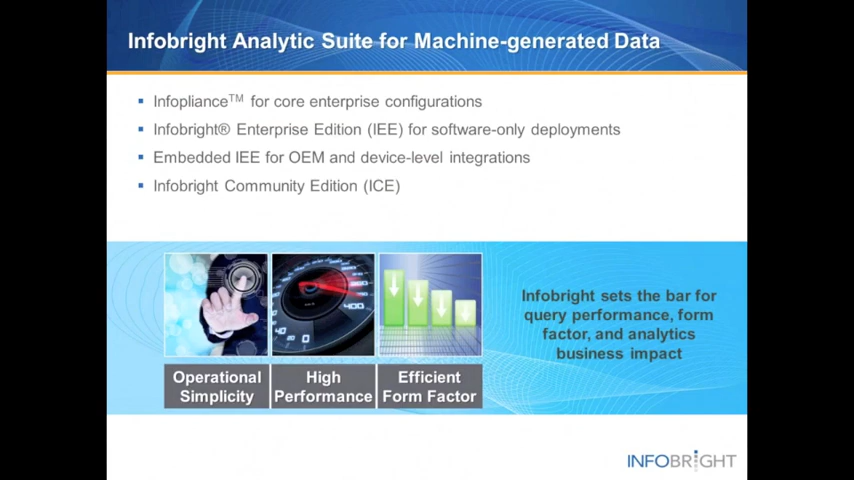 Infobright Analytic Suite for Machine-generated Data
▪ Infopliance™ for core enterprise configurations
▪ Infobright® Enterprise Edition (IEE) for software-only deployments
▪ Embedded IEE for OEM and device-level integrations
▪ Infobright Community Edition (ICE)
Operational
Simplicity
High
Performance
Efficient
Form Factor
Infobright sets the bar for
query performance, form
factor, and analytics
business impact
INFOBRIGHT